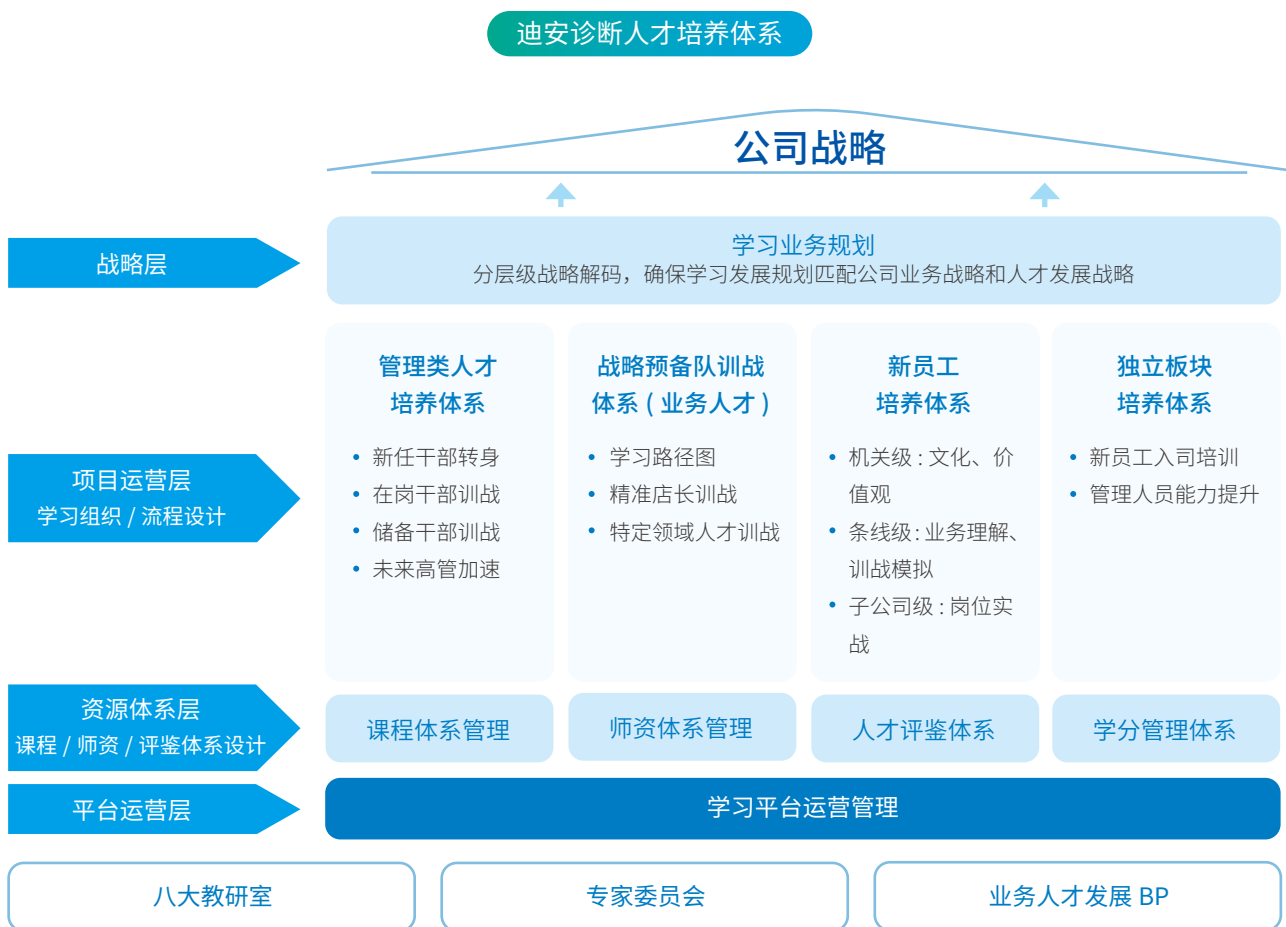 迪安诊断人才培养体系
公司战略
战略层
学习业务规划
分层级战略解码，确保学习发展规划匹配公司业务战略和人才发展战略
项目运营层
学习组织 / 流程设计
管理类人才
培养体系
• 新任干部转身
• 在岗干部训战
• 储备干部训战
• 未来高管加速
战略预备队训战
体系 ( 业务人才 )
• 学习路径图
• 精准店长训战
• 特定领域人才训战
新员工
培养体系
• 机关级 : 文化、价
值观
• 条线级 : 业务理解、
训战模拟
• 子公司级 : 岗位实
战
独立板块
培养体系
• 新员工入司培训
• 管理人员能力提升
资源体系层
课程 / 师资 / 评鉴体系设计
课程体系管理
师资体系管理
人才评鉴体系
学分管理体系
平台运营层
学习平台运营管理
八大教研室
专家委员会
业务人才发展 BP